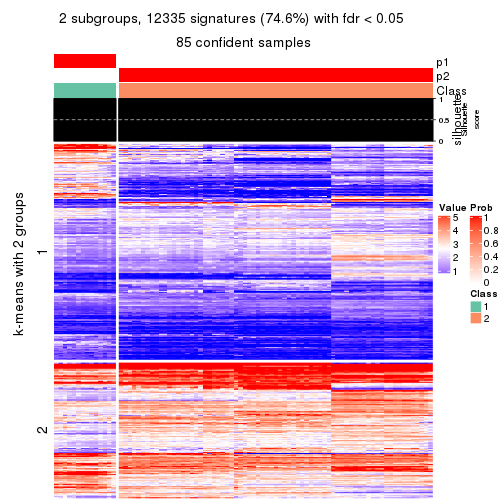 2 subgroups, 12335 signatures (74.6%) with fdr < 0.05
85 confident samples
p1
p2
Class
silhouette
Silhouette
score
1
0.5
0
k-means with 2 groups
1
2
Value
5
4
3
2
1
Prob
1
0.8
0.6
0.4
0.2
0
Class
1
2